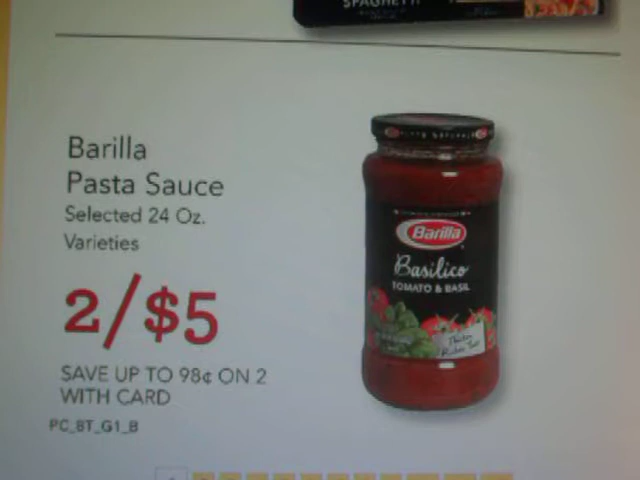 SPAGHETTI
Barilla
Pasta Sauce
Selected 24 Oz.
Varieties
2/$5
SAVE UP TO 98¢ ON 2
WITH CARD
PC_BT_G1_B
Barilla
Basilico
TOMATO & BASIL